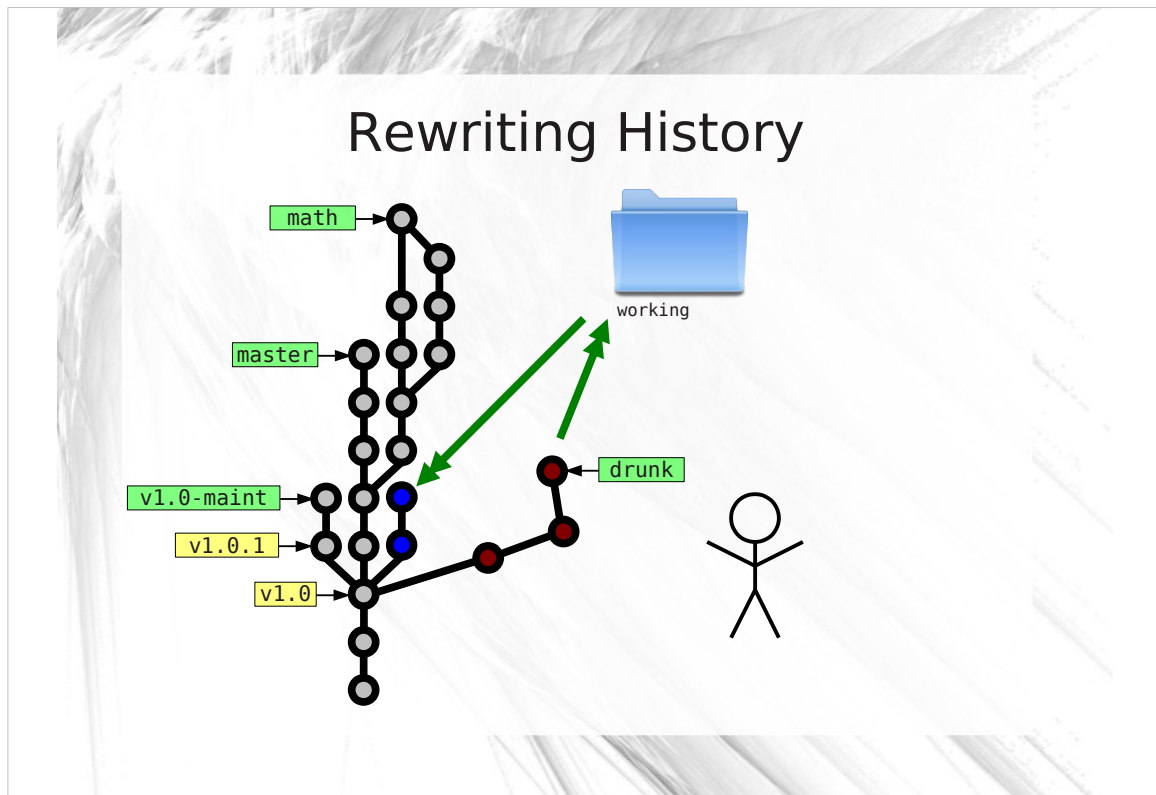 Rewriting History
math
working
master
drunk
v1.0-maint
v1.0.1
v1.0